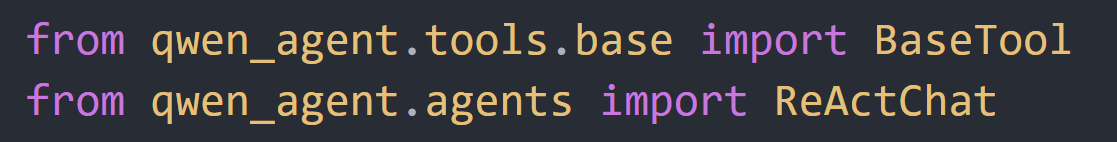 from qwen_agent.tools.base import BaseTool
from qwen_agent.agents import ReActChat